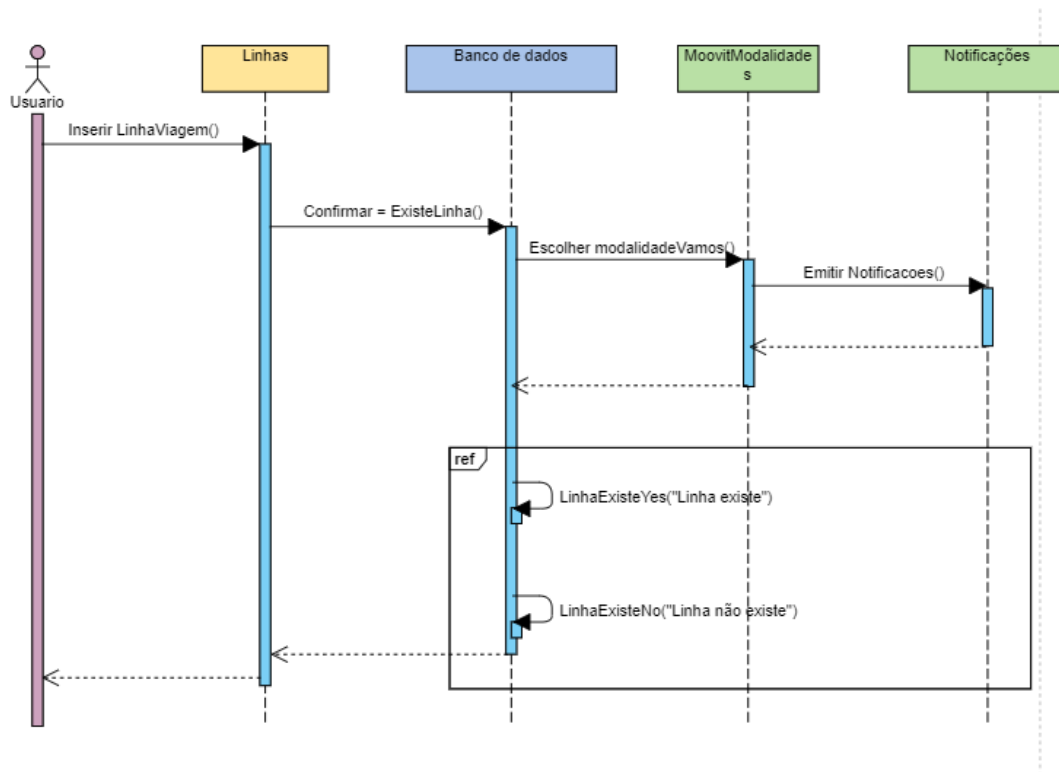 Linhas
Banco de dados
MoovitModalidade
s
Notificações
Usuario
Inserir LinhaViagem()
Confirmar = ExisteLinha()
Escolher modalidadeVamos()
Emitir Notificacoes()
ref
LinhaExisteYes("Linha existe")
LinhaExisteNo("Linha não existe")